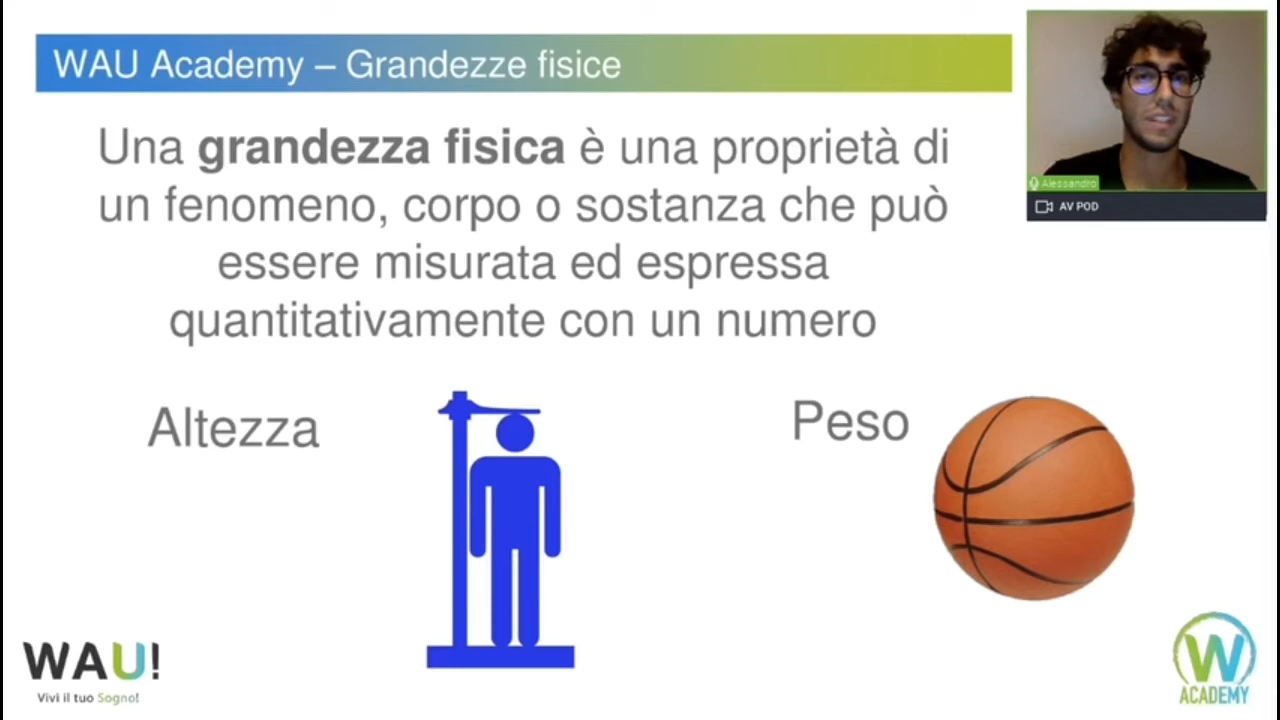 WAU Academy – Grandezze fisice
Una grandezza fisica è una proprietà di
un fenomeno, corpo o sostanza che può
essere misurata ed espressa
quantitativamente con un numero
Alessandro
AV POD
Altezza
Peso
WAU!
Vivi il tuo Sogno!
W
ACADEMY